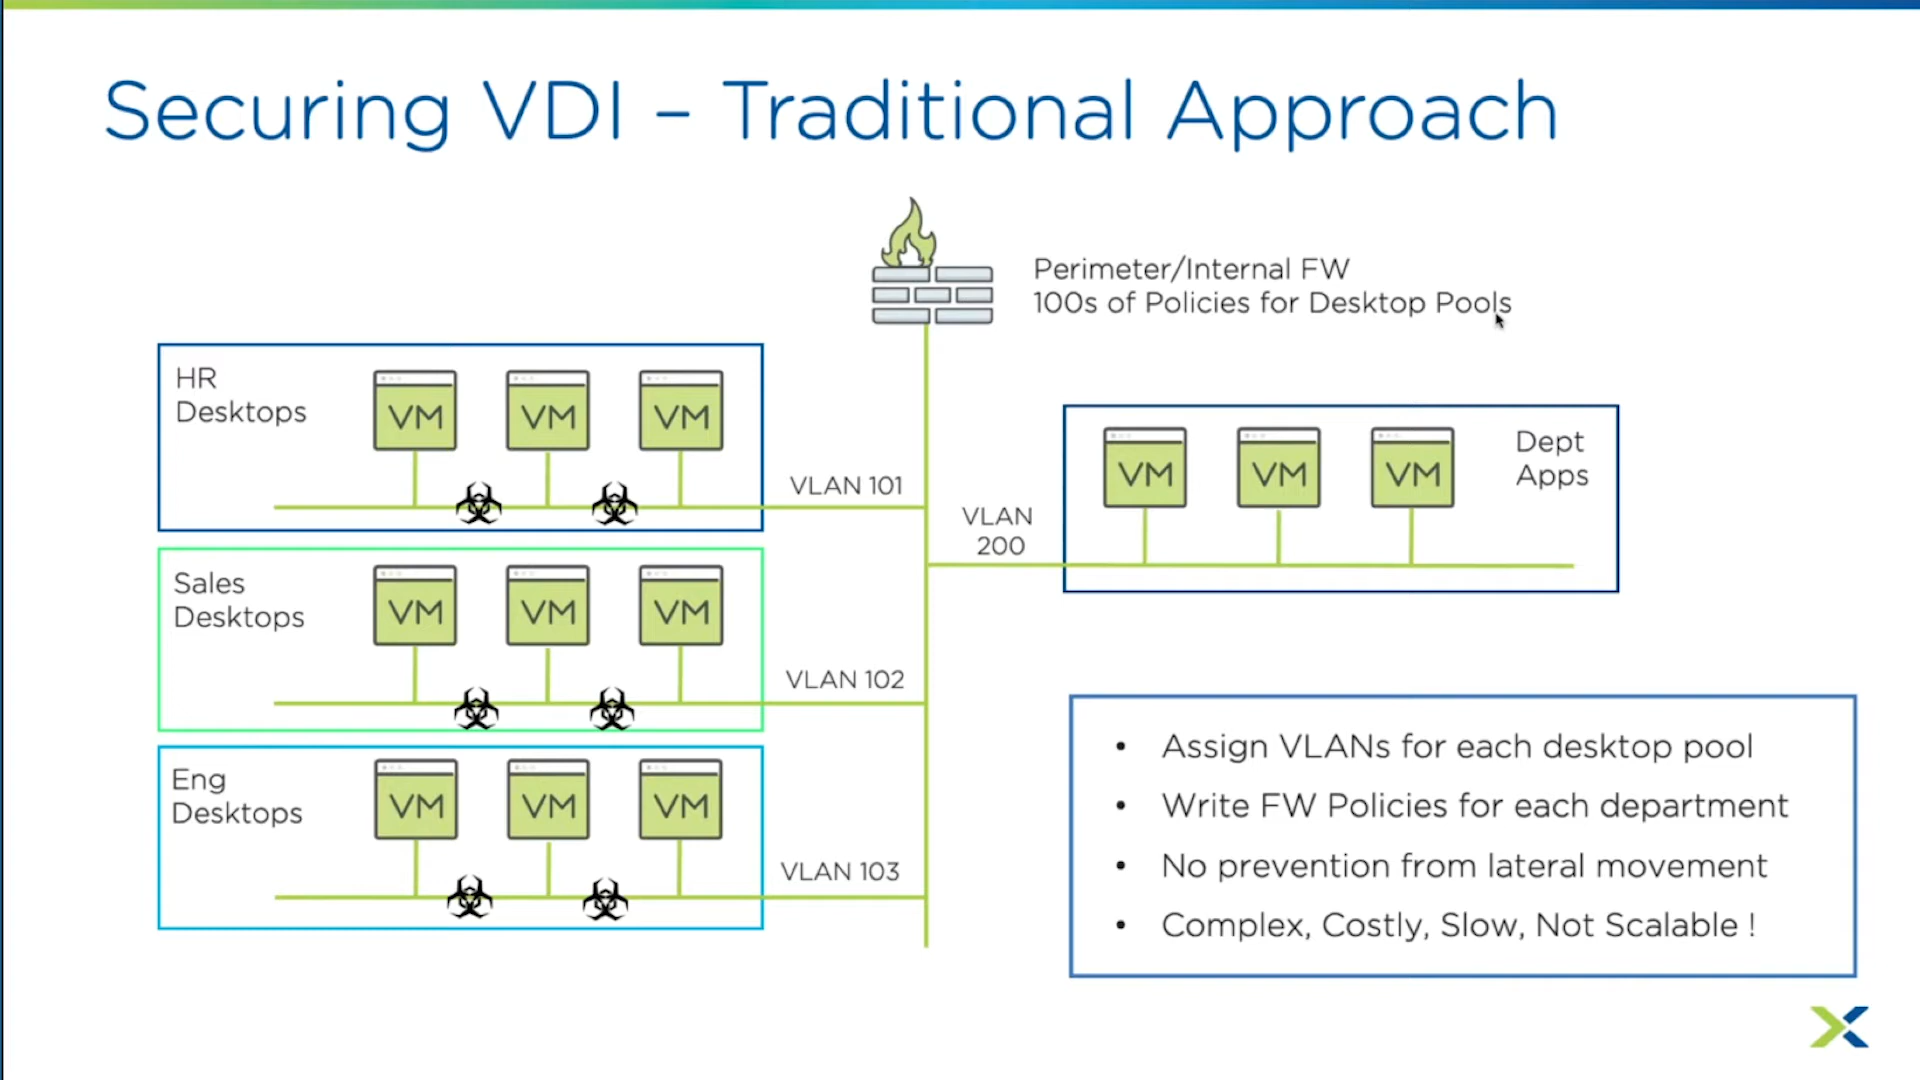 Securing VDI – Traditional Approach
Perimeter/Internal FW
100s of Policies for Desktop Pools
HR
Desktops
VM VM VM
VLAN 101
Sales
Desktops
VM VM VM
VLAN 102
Eng
Desktops
VM VM VM
VLAN 103
VLAN
200
VM VM VM
Dept
Apps
• Assign VLANs for each desktop pool
• Write FW Policies for each department
• No prevention from lateral movement
• Complex, Costly, Slow, Not Scalable !